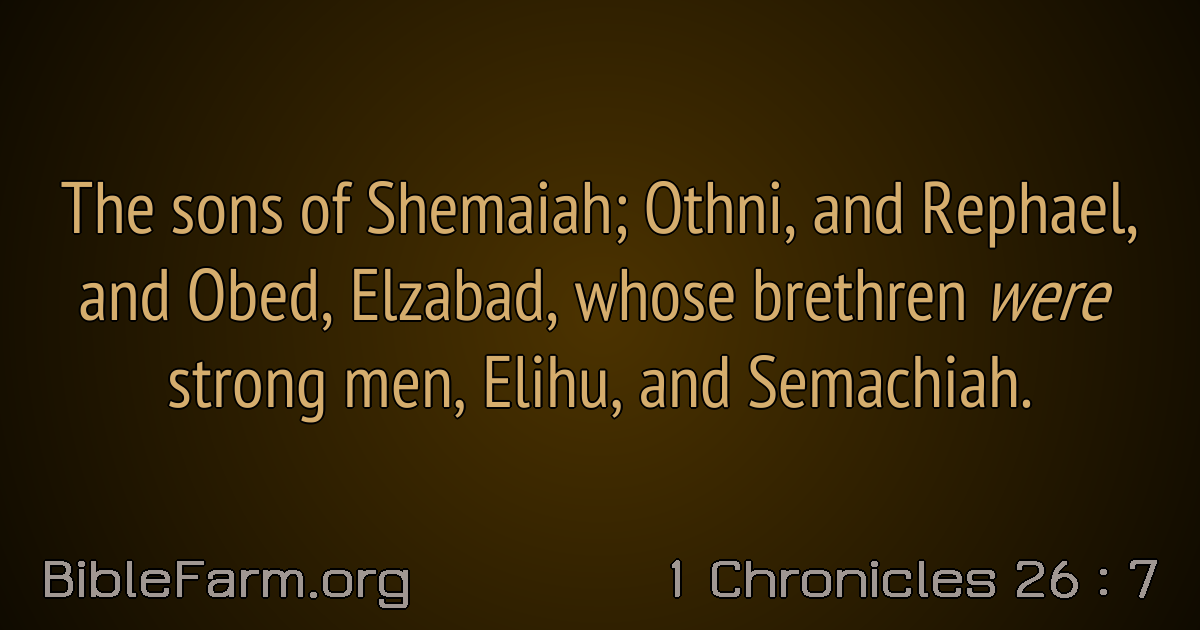 The sons of Shemaiah; Othni, and Rephael,
and Obed, Elzabad, whose brethren were
strong men, Elihu, and Semachiah.
BibleFarm.org
1 Chronicles 26 : 7